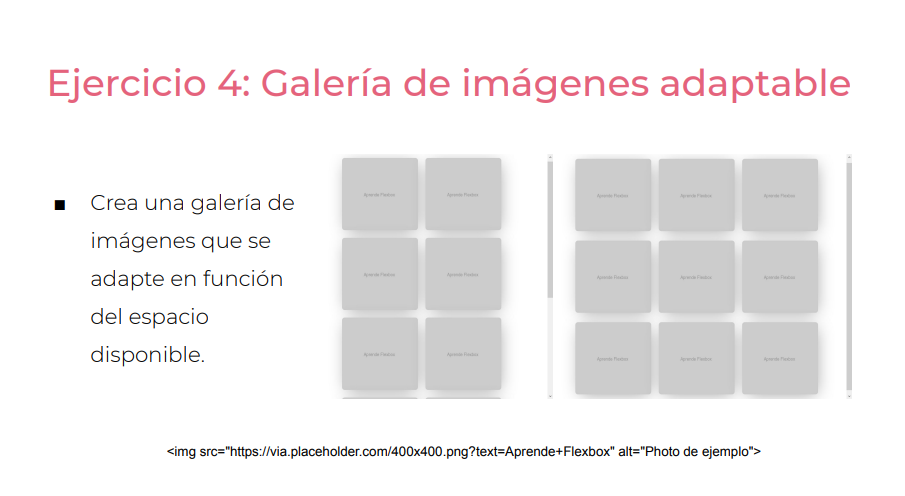 Ejercicio 4: Galería de imágenes adaptable
■ Crea una galería de
imágenes que se
adapte en función
del espacio
disponible.
Aprende Flexbox Aprende Flexbox
Aprende Flexbox Aprende Flexbox
Aprende Flexbox Aprende Flexbox
Aprende Flexbox Aprende Flexbox Aprende Flexbox
Aprende Flexbox Aprende Flexbox Aprende Flexbox
Aprende Flexbox Aprende Flexbox Aprende Flexbox
<img src="https://via.placeholder.com/400x400.png?text=Aprende+Flexbox" alt="Photo de ejemplo">